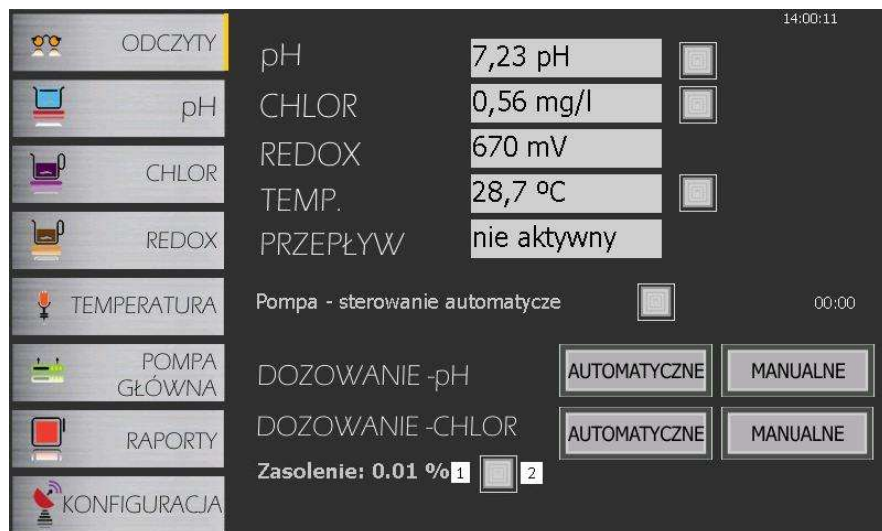 14:00:11
ODCZYTY
pH
CHLOR
REDOX
TEMPERATURA
POMPA
GŁÓWNA
RAPORTY
KONFIGURACJA
pH 7,23 pH
CHLOR 0,56 mg/l
REDOX 670 mV
TEMP. 28,7 ºC
PRZEPŁYW nie aktywny
Pompa - sterowanie automatycze 00:00
DOZOWANIE -pH AUTOMATYCZNE MANUALNE
DOZOWANIE -CHLOR AUTOMATYCZNE MANUALNE
Zasolenie: 0.01 % 1 2